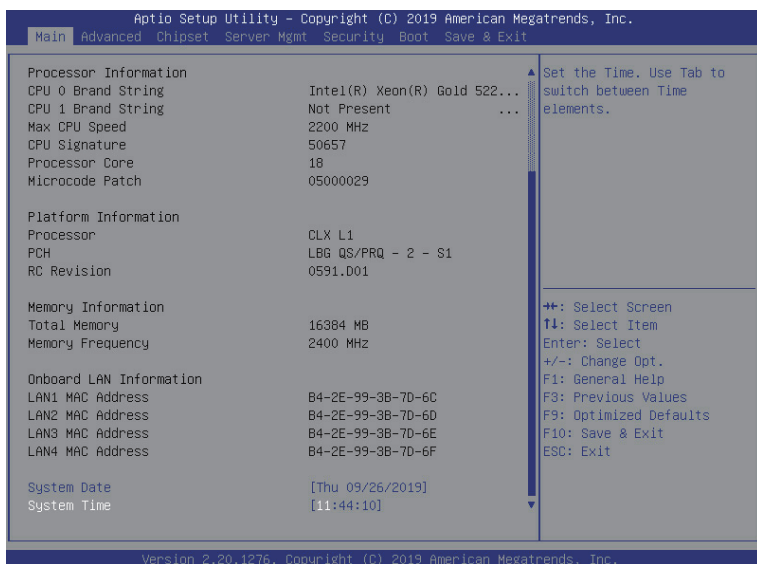 Aptio Setup Utility – Copyright (C) 2019 American Megatrends, Inc.
Main Advanced Chipset Server Mgmt Security Boot Save & Exit
Processor Information
CPU 0 Brand String Intel(R) Xeon(R) Gold 522...
CPU 1 Brand String Not Present ...
Max CPU Speed 2200 MHz
CPU Signature 50657
Processor Core 18
Microcode Patch 05000029
Platform Information
Processor CLX L1
PCH LBG QS/PRQ - 2 - S1
RC Revision 0591.D01
Memory Information
Total Memory 16384 MB
Memory Frequency 2400 MHz
Onboard LAN Information
LAN1 MAC Address B4-2E-99-3B-7D-6C
LAN2 MAC Address B4-2E-99-3B-7D-6D
LAN3 MAC Address B4-2E-99-3B-7D-6E
LAN4 MAC Address B4-2E-99-3B-7D-6F
System Date [Thu 09/26/2019]
System Time [11:44:10]
Set the Time. Use Tab to
switch between Time
elements.
→←: Select Screen
↑↓: Select Item
Enter: Select
+/-: Change Opt.
F1: General Help
F3: Previous Values
F9: Optimized Defaults
F10: Save & Exit
ESC: Exit
Version 2.20.1276. Copyright (C) 2019 American Megatrends, Inc.